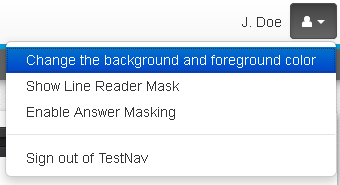 J. Doe
Change the background and foreground color
Show Line Reader Mask
Enable Answer Masking
Sign out of TestNav